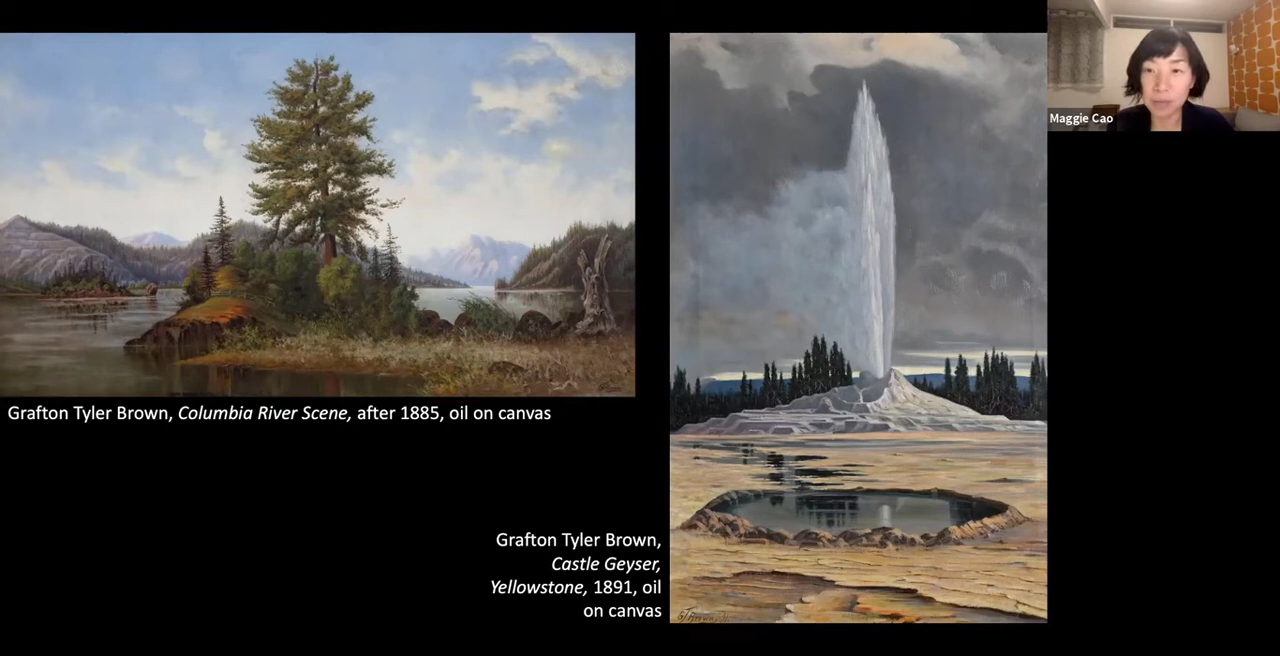 Maggie Cao
Grafton Tyler Brown, Columbia River Scene, after 1885, oil on canvas
Grafton Tyler Brown,
Castle Geyser,
Yellowstone, 1891, oil
on canvas